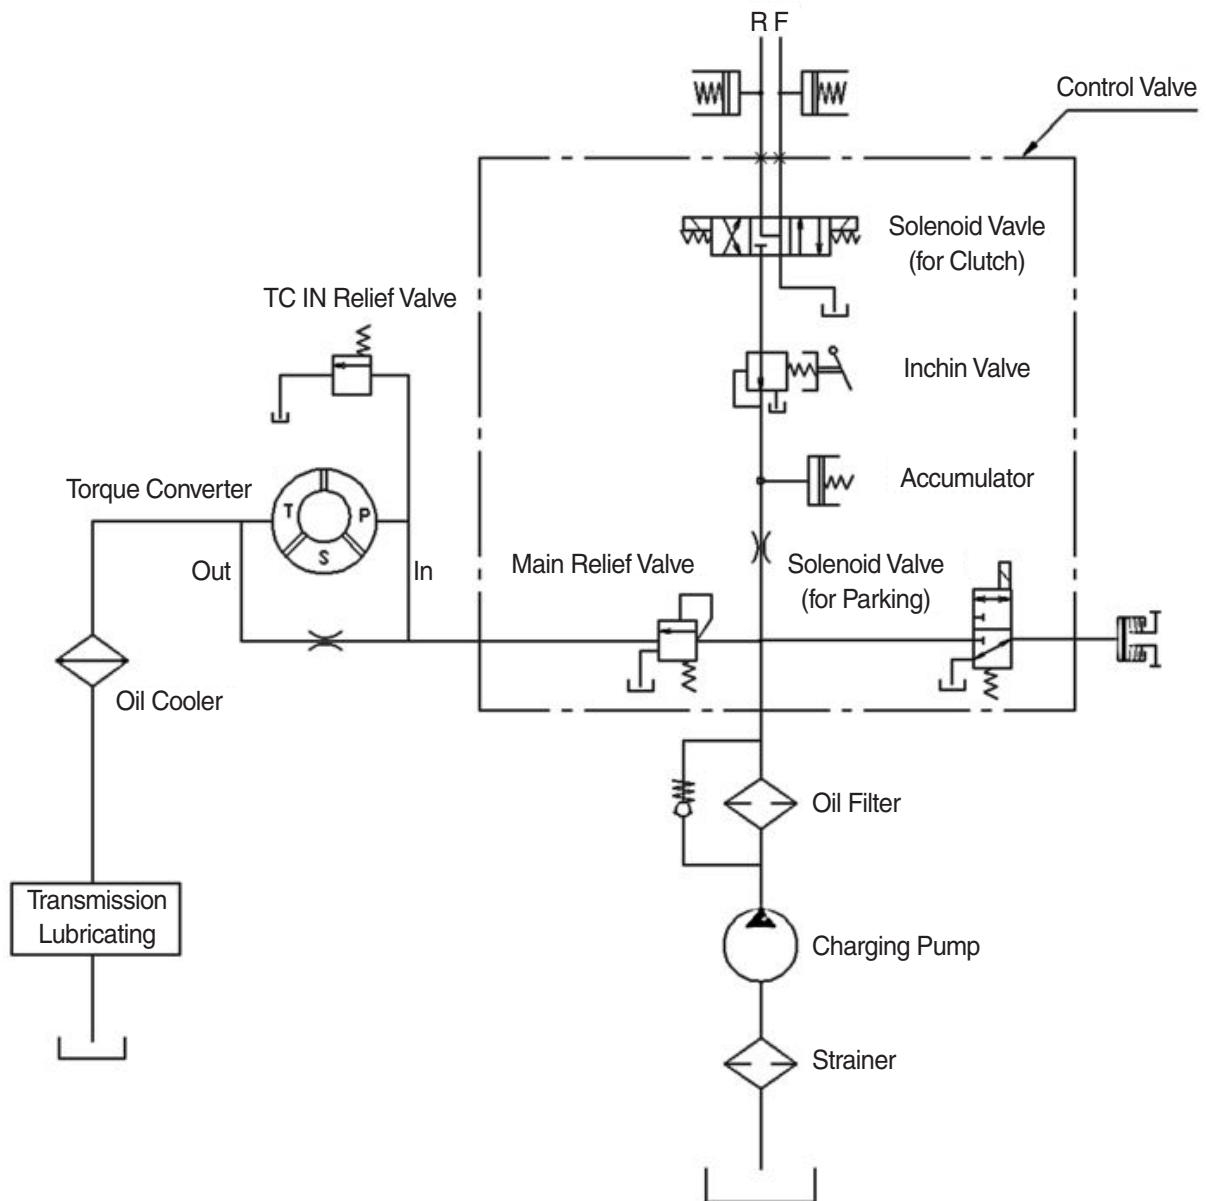 R F
Control Valve
Solenoid Vavle
(for Clutch)
TC IN Relief Valve
Inchin Valve
Torque Converter
Accumulator
T
P
S
Out
In
Main Relief Valve
Solenoid Valve
(for Parking)
Oil Cooler
Oil Filter
Transmission
Lubricating
Charging Pump
Strainer